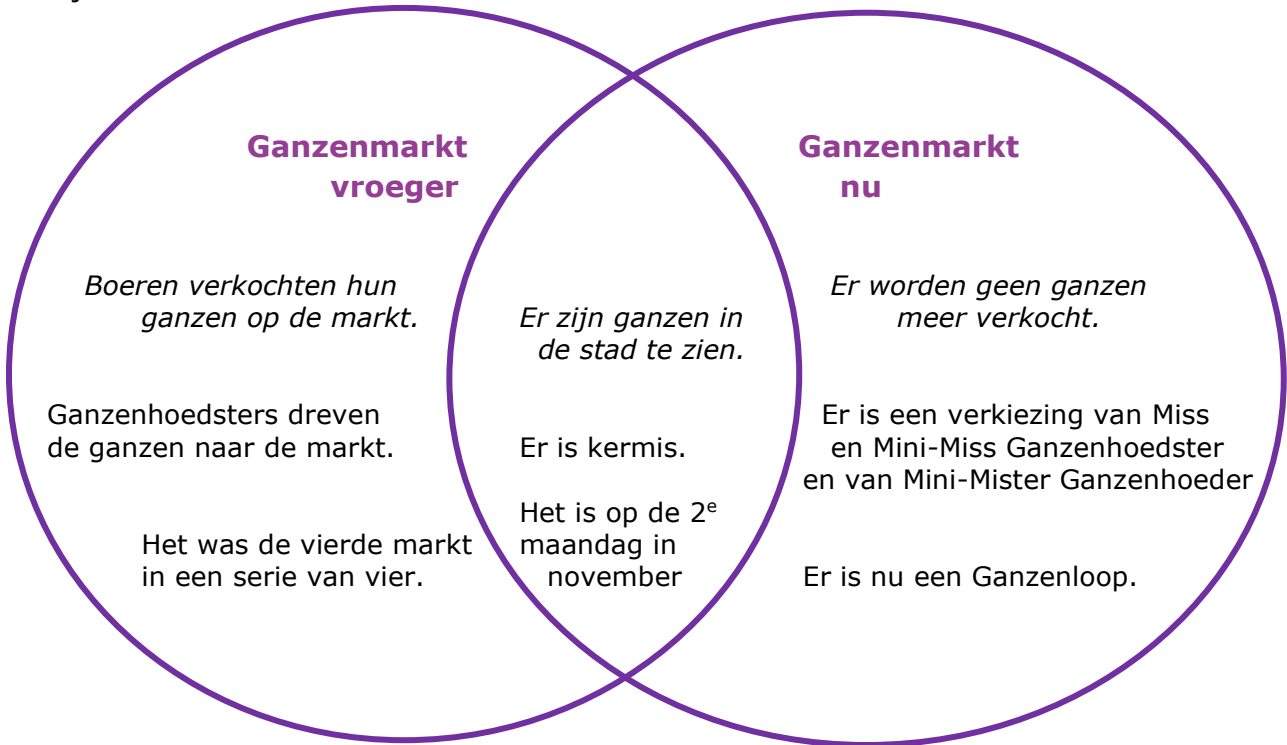 Ganzenmarkt
vroeger
Boeren verkochten hun
ganzen op de markt.
Ganzenhoedsters dreven
de ganzen naar de markt.
Het was de vierde markt
in een serie van vier.
Er zijn ganzen in
de stad te zien.
Er is kermis.
Het is op de 2e
maandag in
november
Ganzenmarkt
nu
Er worden geen ganzen
meer verkocht.
Er is een verkiezing van Miss
en Mini-Miss Ganzenhoedster
en van Mini-Mister Ganzenhoeder
Er is nu een Ganzenloop.